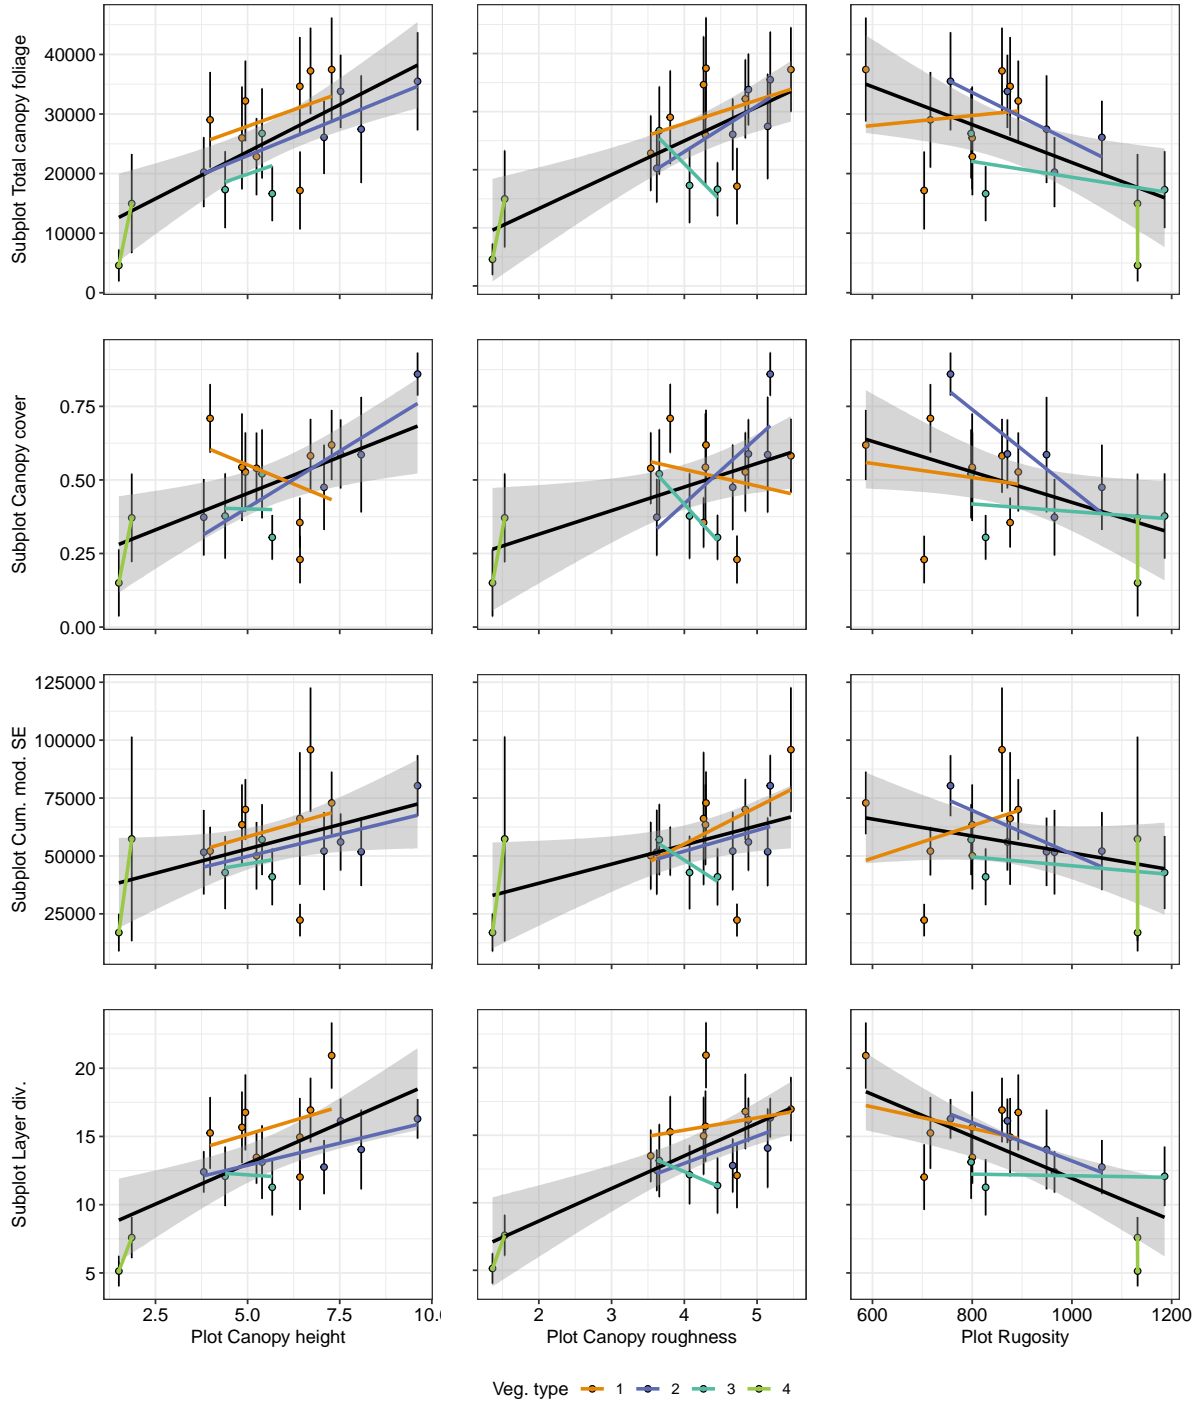 Subplot Total canopy foliage
40000
30000
20000
10000
0
Subplot Canopy cover
0.75
0.50
0.25
0.00
Subplot Cum. mod. SE
125000
100000
75000
50000
25000
Subplot Layer div.
20
15
10
5
2.5 5.0 7.5 10.
2 3 4 5
600 800 1000 1200
Plot Canopy height
Plot Canopy roughness
Plot Rugosity
Veg. type 1 2 3 4